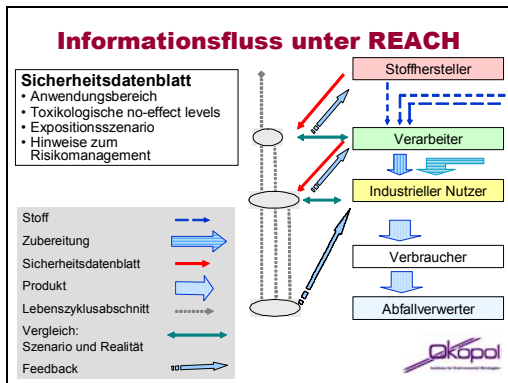 Informationsfluss unter REACH
Sicherheitsdatenblatt
• Anwendungsbereich
• Toxikologische no-effect levels
• Expositionsszenario
• Hinweise zum
Risikomanagement
Stoffhersteller
Verarbeiter
Industrieller Nutzer
Verbraucher
Abfallverwerter
Stoff
Zubereitung
Sicherheitsdatenblatt
Produkt
Lebenszyklusabschnitt
Vergleich:
Szenario und Realität
Feedback
Ökopol